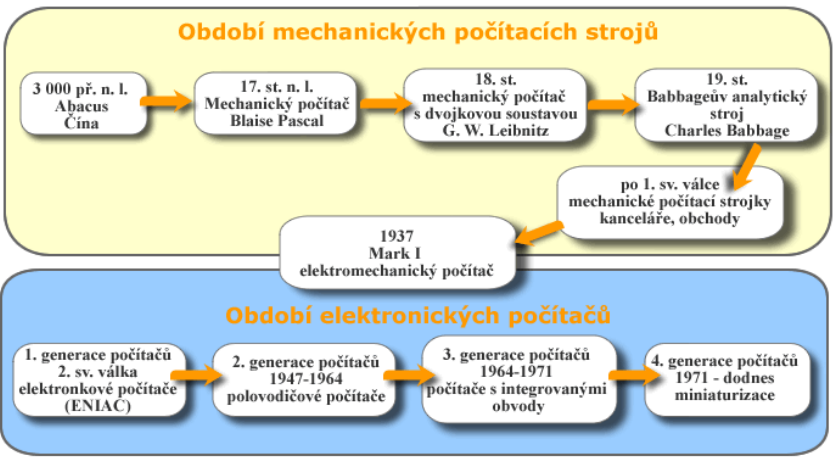 Období mechanických počítacích strojů
3 000 př. n. l.
Abacus
Čína
17. st. n. l.
Mechanický počítač
Blaise Pascal
18. st.
mechanický počítač
s dvojkovou soustavou
G. W. Leibnitz
19. st.
Babbageův analytický
stroj
Charles Babbage
po 1. sv. válce
mechanické počítací strojky
kanceláře, obchody
1937
Mark I
elektromechanický počítač
Období elektronických počítačů
1. generace počítačů
2. sv. válka
elektronkové počítače
(ENIAC)
2. generace počítačů
1947-1964
polovodičové počítače
3. generace počítačů
1964-1971
počítače s integrovanými
obvody
4. generace počítačů
1971 - dodnes
miniaturizace